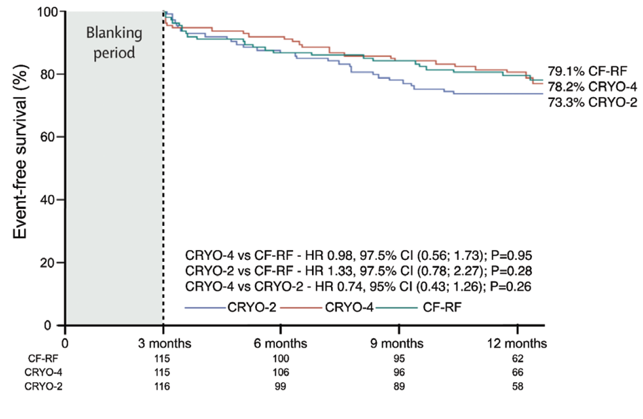 100
Blanking
period
80
79.1% CF-RF
78.2% CRYO-4
73.3% CRYO-2
Event-free survival (%)
60
40
CRYO-4 vs CF-RF - HR 0.98, 97.5% CI (0.56; 1.73); P=0.95
CRYO-2 vs CF-RF - HR 1.33, 97.5% CI (0.78; 2.27); P=0.28
CRYO-4 vs CRYO-2 - HR 0.74, 95% CI (0.43; 1.26); P=0.26
20
CRYO-2 CRYO-4 CF-RF
0
0 3 months 6 months 9 months 12 months
CF-RF 115 100 95 62
CRYO-4 115 106 96 66
CRYO-2 116 99 89 58